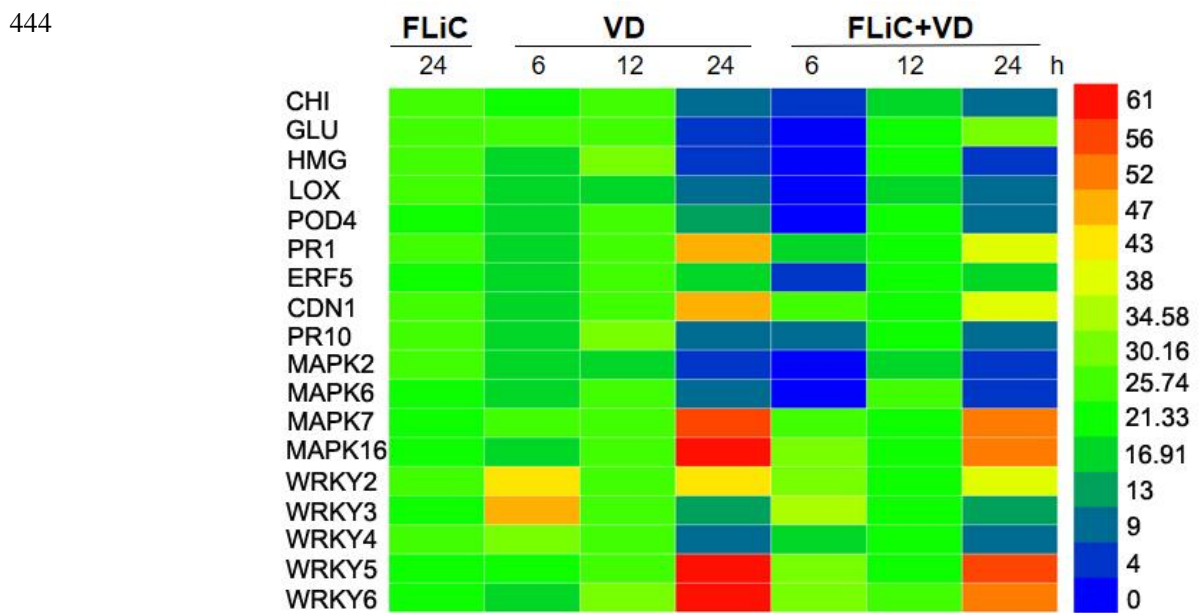 444
FLiC VD FLiC+VD
24 6 12 24 6 12 24 h
CHI
GLU
HMG
LOX
POD4
PR1
ERF5
CDN1
PR10
MAPK2
MAPK6
MAPK7
MAPK16
WRKY2
WRKY3
WRKY4
WRKY5
WRKY6
61
56
52
47
43
38
34.58
30.16
25.74
21.33
16.91
13
9
4
0